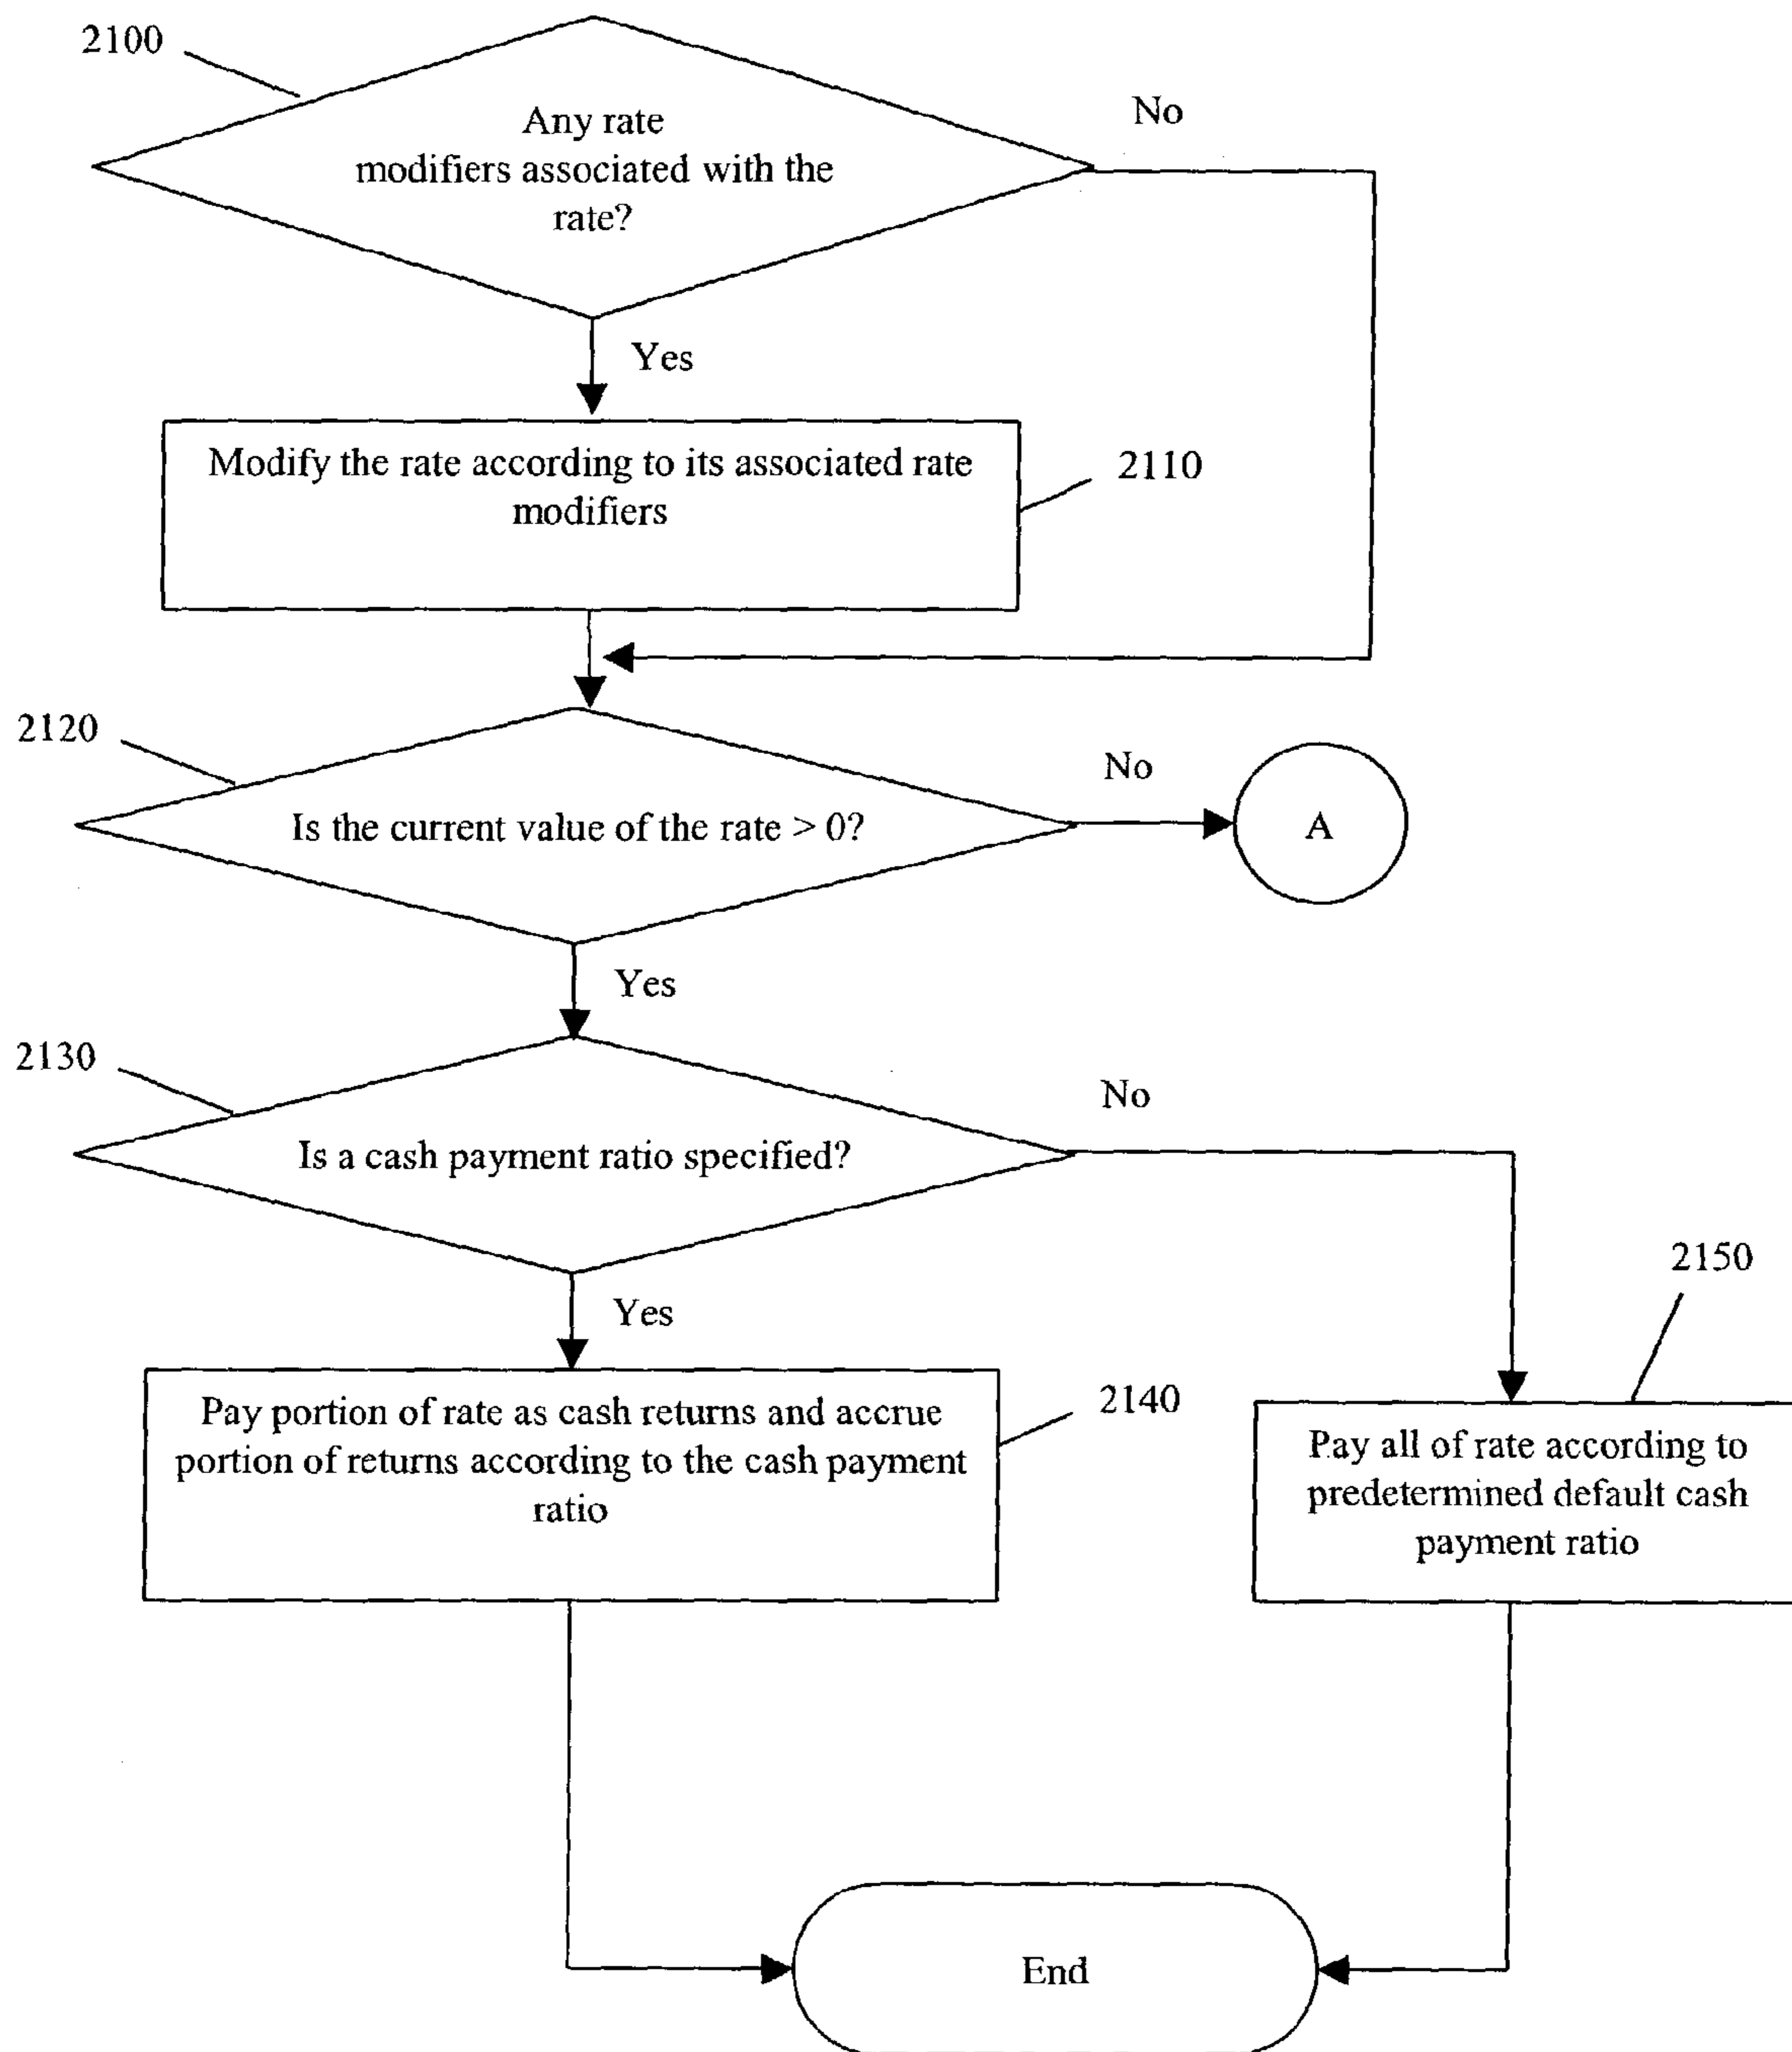 2100
Any rate
modifiers associated with the
rate?
No
Yes
Modify the rate according to its associated rate
modifiers
2110
2120
Is the current value of the rate > 0?
No
A
Yes
2130
Is a cash payment ratio specified?
No
2150
Yes
Pay portion of rate as cash returns and accrue
portion of returns according to the cash payment
ratio
2140
Pay all of rate according to
predetermined default cash
payment ratio
End